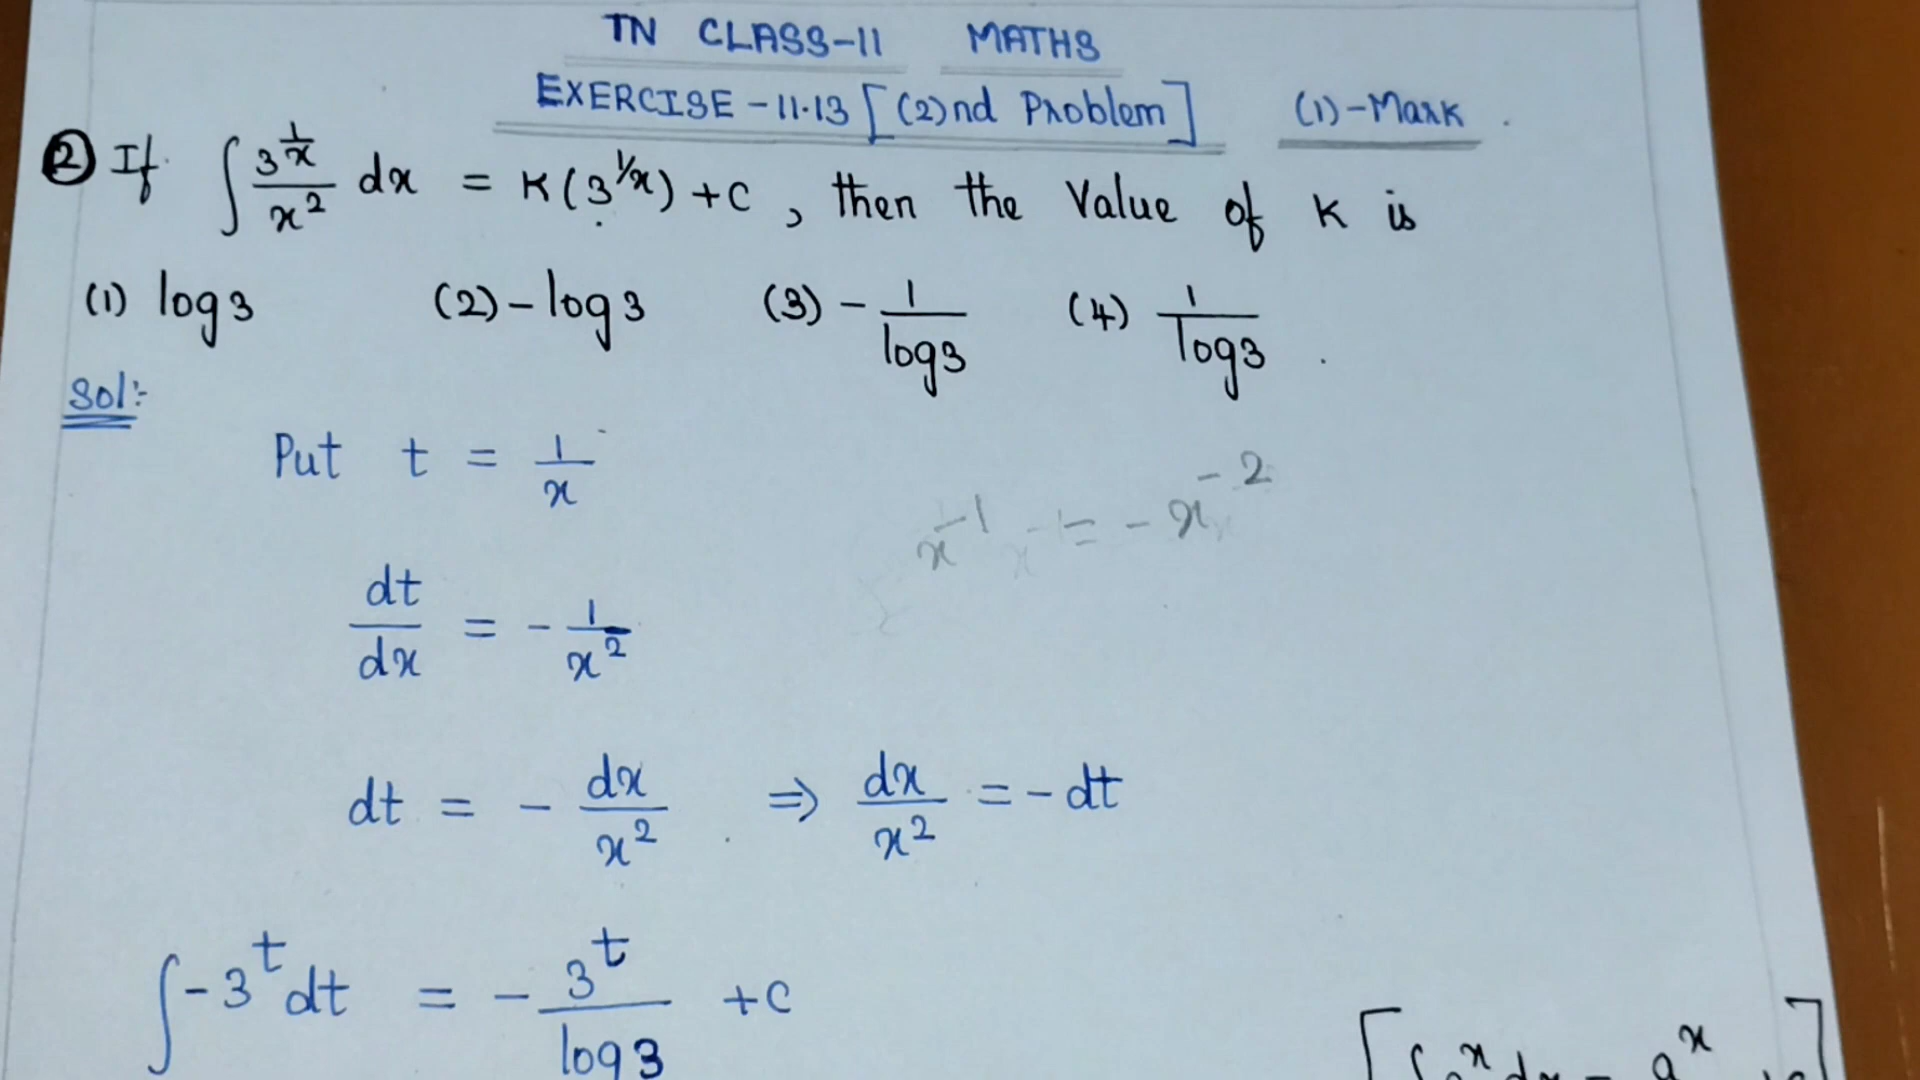 TN CLASS-11 MATHS
EXERCISE - 11.13 [(2)nd Problem] (1)-Mark
② If ∫ 3^(1/x)/x² dx = K(3^(1/x)) + C, then the Value of K is
(1) log 3 (2) - log 3 (3) - 1/log3 (4) 1/log3 .
Sol:-
Put t = 1/x
x⁻¹ = - x⁻²
dt/dx = - 1/x²
dt = - dx/x² ⇒ dx/x² = - dt
∫ -3^t dt = - 3^t/log 3 + C